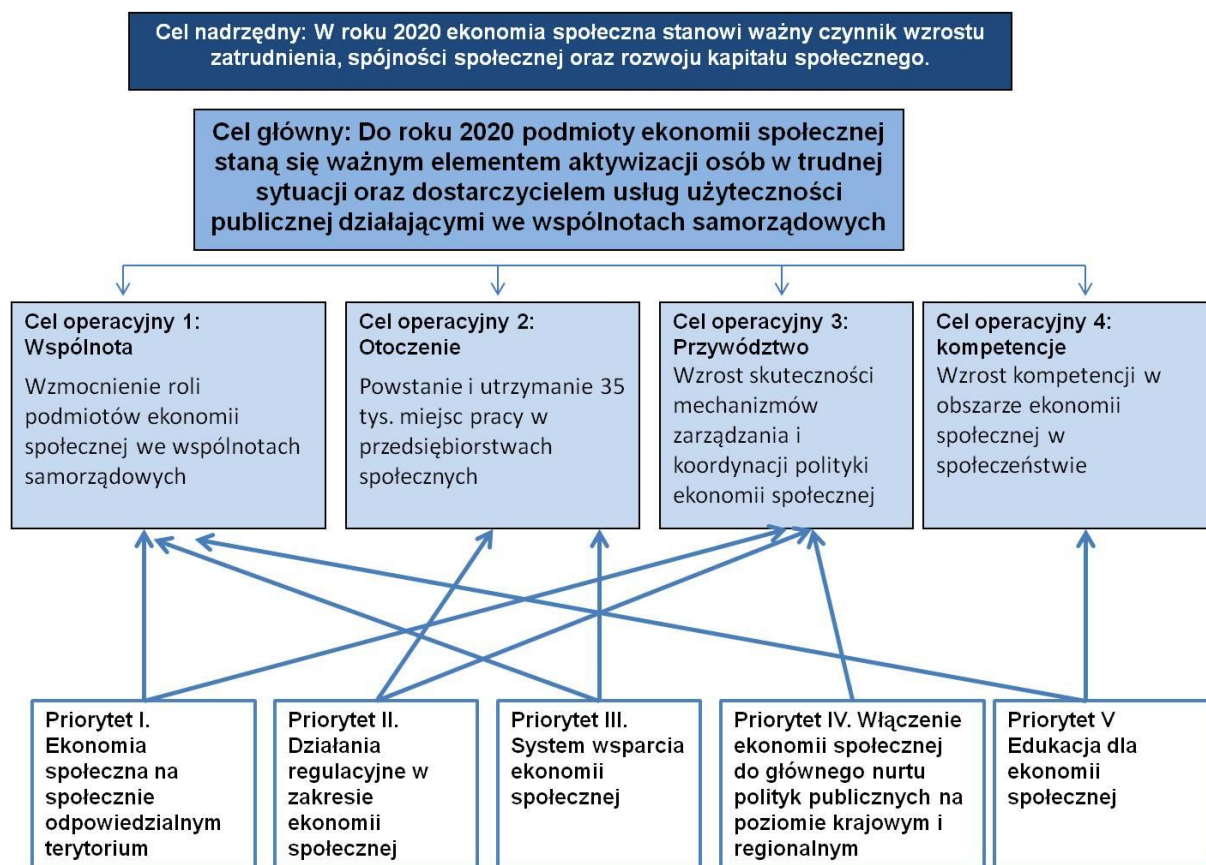 Cel nadrzędny: W roku 2020 ekonomia społeczna stanowi ważny czynnik wzrostu
zatrudnienia, spójności społecznej oraz rozwoju kapitału społecznego.
Cel główny: Do roku 2020 podmioty ekonomii społecznej
staną się ważnym elementem aktywizacji osób w trudnej
sytuacji oraz dostarczycielem usług użyteczności
publicznej działającymi we wspólnotach samorządowych
Cel operacyjny 1:
Wspólnota
Wzmocnienie roli
podmiotów ekonomii
społecznej we wspólnotach
samorządowych
Cel operacyjny 2:
Otoczenie
Powstanie i utrzymanie 35
tys. miejsc pracy w
przedsiębiorstwach
społecznych
Cel operacyjny 3:
Przywództwo
Wzrost skuteczności
mechanizmów
zarządzania i
koordynacji polityki
ekonomii społecznej
Cel operacyjny 4:
kompetencje
Wzrost kompetencji w
obszarze ekonomii
społecznej w
społeczeństwie
Priorytet I.
Ekonomia
społeczna na
społecznie
odpowiedzialnym
terytorium
Priorytet II.
Działania
regulacyjne w
zakresie
ekonomii
społecznej
Priorytet III.
System wsparcia
ekonomii
społecznej
Priorytet IV. Włączenie
ekonomii społecznej
do głównego nurtu
polityk publicznych na
poziomie krajowym i
regionalnym
Priorytet V
Edukacja dla
ekonomii
społecznej